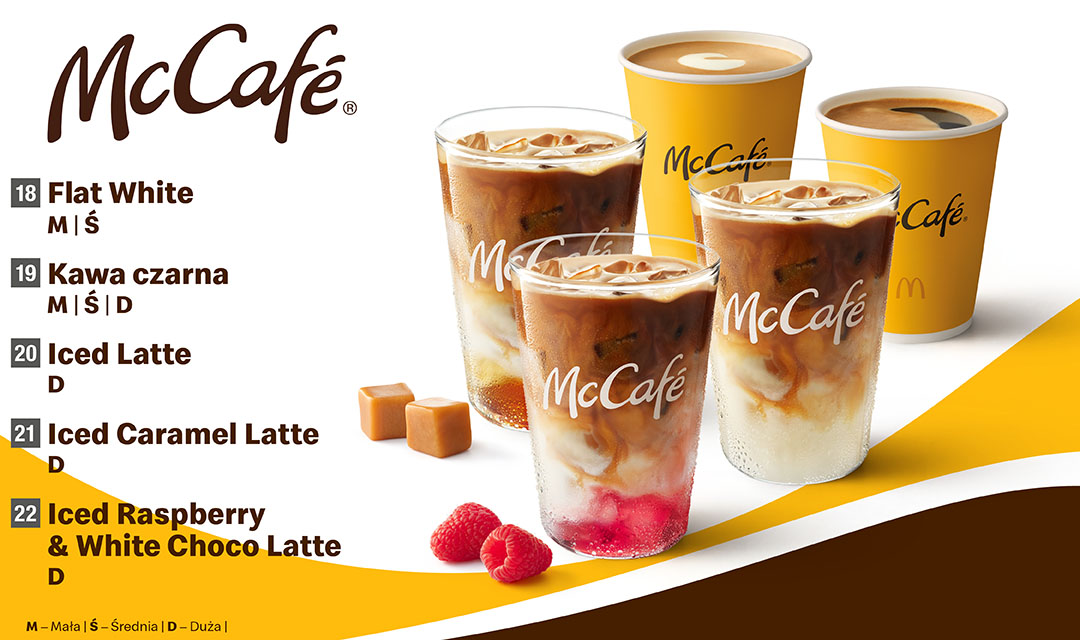 McCafé®
18 Flat White
M | Ś
19 Kawa czarna
M | Ś | D
20 Iced Latte
D
21 Iced Caramel Latte
D
22 Iced Raspberry
& White Choco Latte
D
M – Mała | Ś – Średnia | D – Duża |
McCafé®
McCafé®
McCafé
McCafé
McCafé